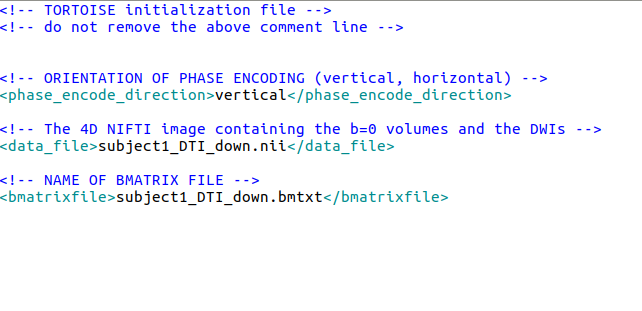 <!-- TORTOISE initialization file -->
<!-- do not remove the above comment line -->
<!-- ORIENTATION OF PHASE ENCODING (vertical, horizontal) -->
<phase_encode_direction>vertical</phase_encode_direction>
<!-- The 4D NIFTI image containing the b=0 volumes and the DWIs -->
<data_file>subject1_DTI_down.nii</data_file>
<!-- NAME OF BMATRIX FILE -->
<bmatrixfile>subject1_DTI_down.bmtxt</bmatrixfile>